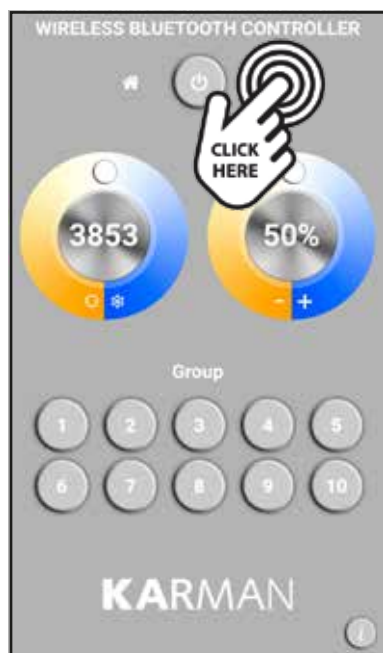 WIRELESS BLUETOOTH CONTROLLER
CLICK
HERE
3853
50%
- +
Group
1 2 3 4 5
6 7 8 9 10
KARMAN
i